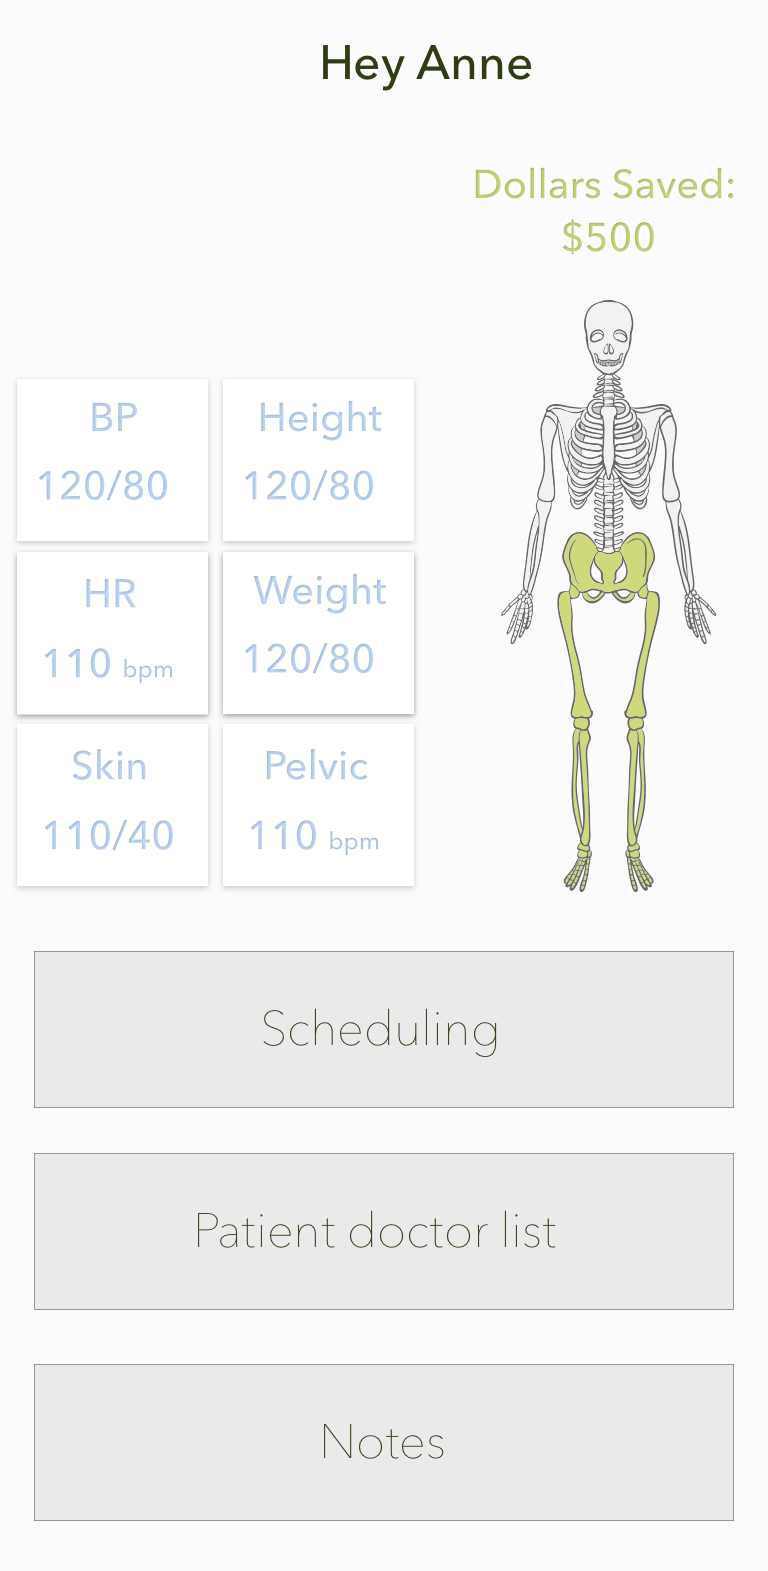 Hey Anne
Dollars Saved:
$500
BP
120/80
Height
120/80
HR
110 bpm
Weight
120/80
Skin
110/40
Pelvic
110 bpm
Scheduling
Patient doctor list
Notes